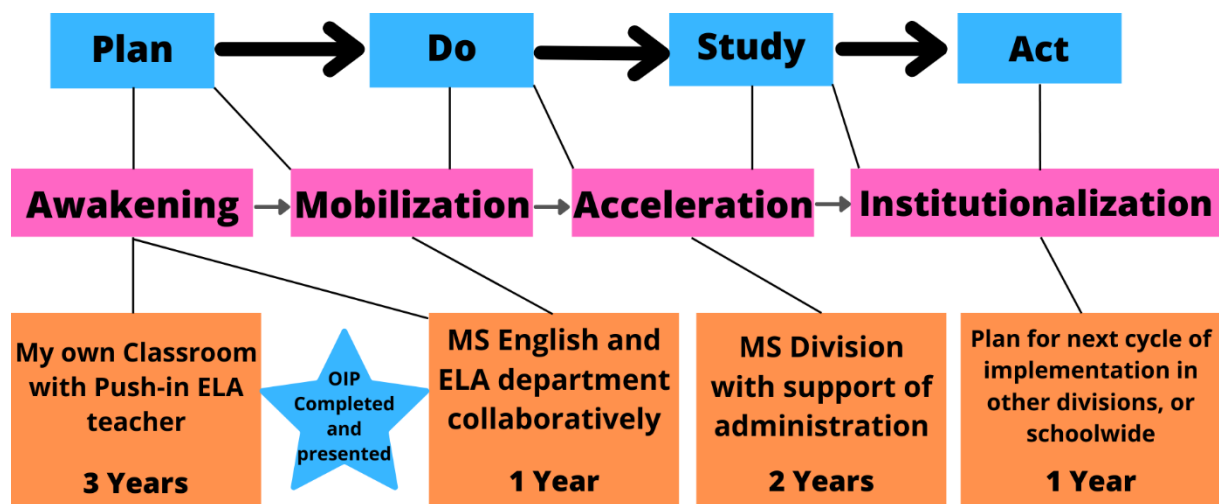 Plan
Do
Study
Act
Awakening
Mobilization
Acceleration
Institutionalization
My own Classroom
with Push-in ELA
teacher
3 Years
OIP
Completed
and
presented
MS English and
ELA department
collaboratively
1 Year
MS Division
with support of
administration
2 Years
Plan for next cycle of
implementation in
other divisions, or
schoolwide
1 Year